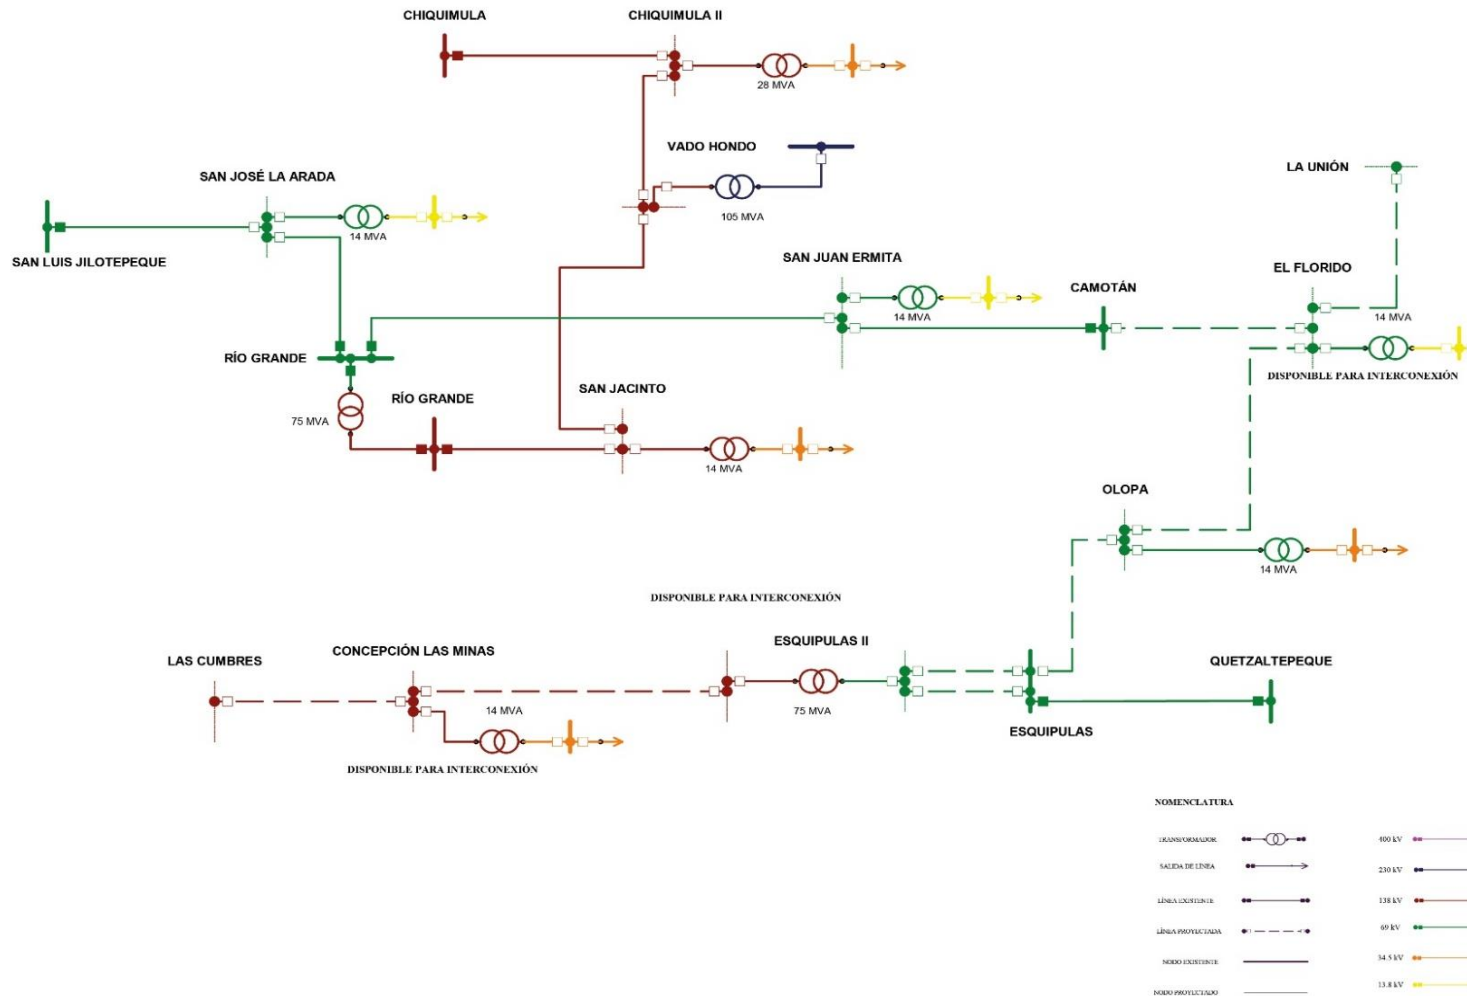 CHIQUIMULA
CHIQUIMULA II
28 MVA
VADO HONDO
105 MVA
LA UNIÓN
SAN JOSÉ LA ARADA
14 MVA
SAN LUIS JILOTEPEQUE
SAN JUAN ERMITA
14 MVA
CAMOTÁN
EL FLORIDO
14 MVA
DISPONIBLE PARA INTERCONEXIÓN
RÍO GRANDE
75 MVA
RÍO GRANDE
SAN JACINTO
14 MVA
OLOPA
14 MVA
DISPONIBLE PARA INTERCONEXIÓN
LAS CUMBRES
CONCEPCIÓN LAS MINAS
14 MVA
DISPONIBLE PARA INTERCONEXIÓN
ESQUIPULAS II
75 MVA
ESQUIPULAS
QUETZALTEPEQUE
NOMENCLATURA
TRANSFORMADOR
SALIDA DE LÍNEA
LÍNEA EXISTENTE
LÍNEA PROYECTADA
NODO EXISTENTE
NODO PROYECTADO
400 kV
230 kV
138 kV
69 kV
34.5 kV
13.8 kV